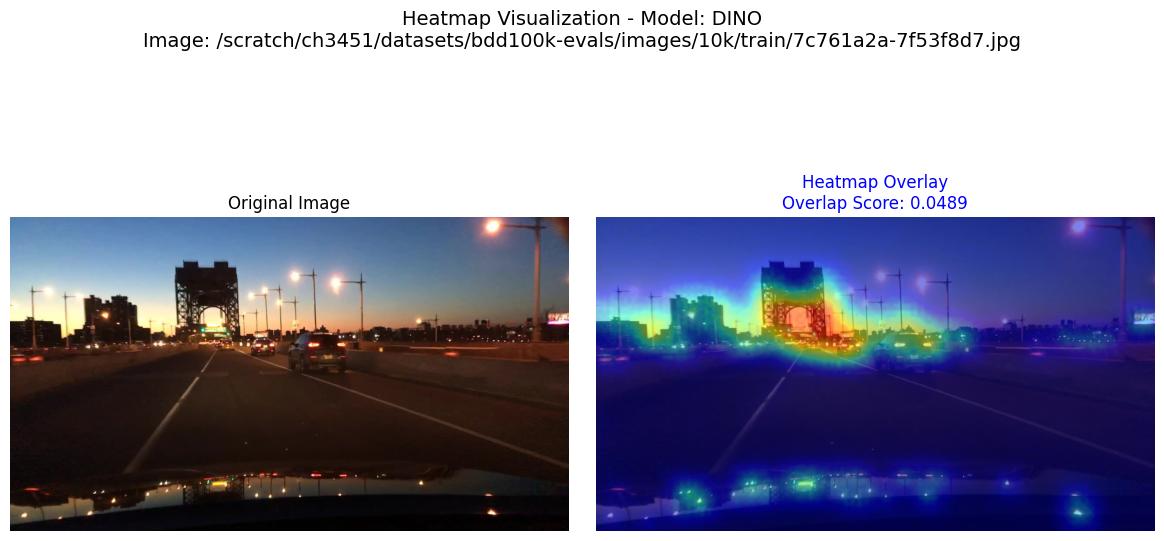 Heatmap Visualization - Model: DINO
Image: /scratch/ch3451/datasets/bdd100k-evals/images/10k/train/7c761a2a-7f53f8d7.jpg
Original Image
Heatmap Overlay
Overlap Score: 0.0489